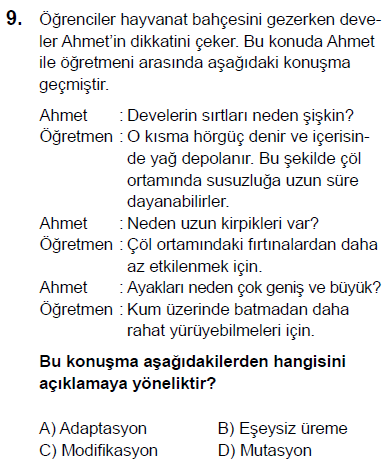 9. Öğrenciler hayvanat bahçesini gezerken deve-
ler Ahmet'in dikkatini çeker. Bu konuda Ahmet
ile öğretmeni arasında aşağıdaki konuşma
geçmiştir.
Ahmet : Develerin sırtları neden şişkin?
Öğretmen : O kısma hörgüç denir ve içerisin-
de yağ depolanır. Bu şekilde çöl
ortamında susuzluğa uzun süre
dayanabilirler.
Ahmet : Neden uzun kirpikleri var?
Öğretmen : Çöl ortamındaki fırtınalardan daha
az etkilenmek için.
Ahmet : Ayakları neden çok geniş ve büyük?
Öğretmen : Kum üzerinde batmadan daha
rahat yürüyebilmeleri için.
Bu konuşma aşağıdakilerden hangisini
açıklamaya yöneliktir?
A) Adaptasyon B) Eşeysiz üreme
C) Modifikasyon D) Mutasyon